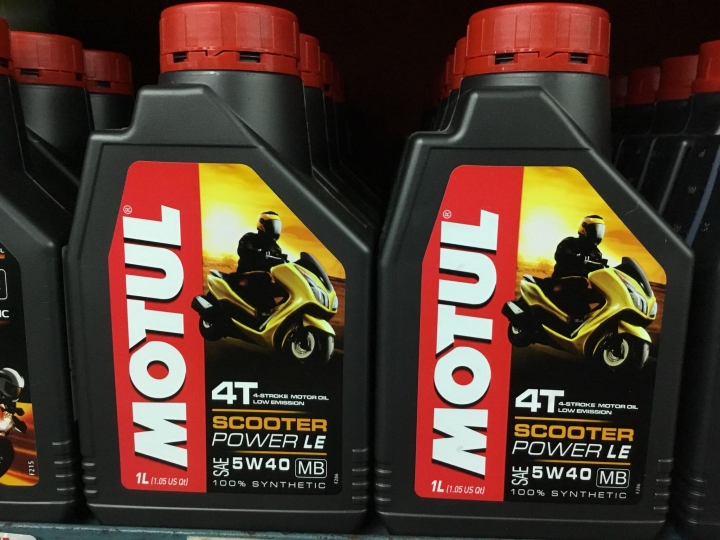 MOTUL®
4T 4-STROKE MOTOR OIL
LOW EMISSION
SCOOTER
POWER LE
SAE 5W40 MB
100% SYNTHETIC
1L (1.05 US Qt)
MOTUL®
4T 4-STROKE MOTOR OIL
LOW EMISSION
SCOOTER
POWER LE
SAE 5W40 MB
100% SYNTHETIC
1L (1.05 US Qt)
F215